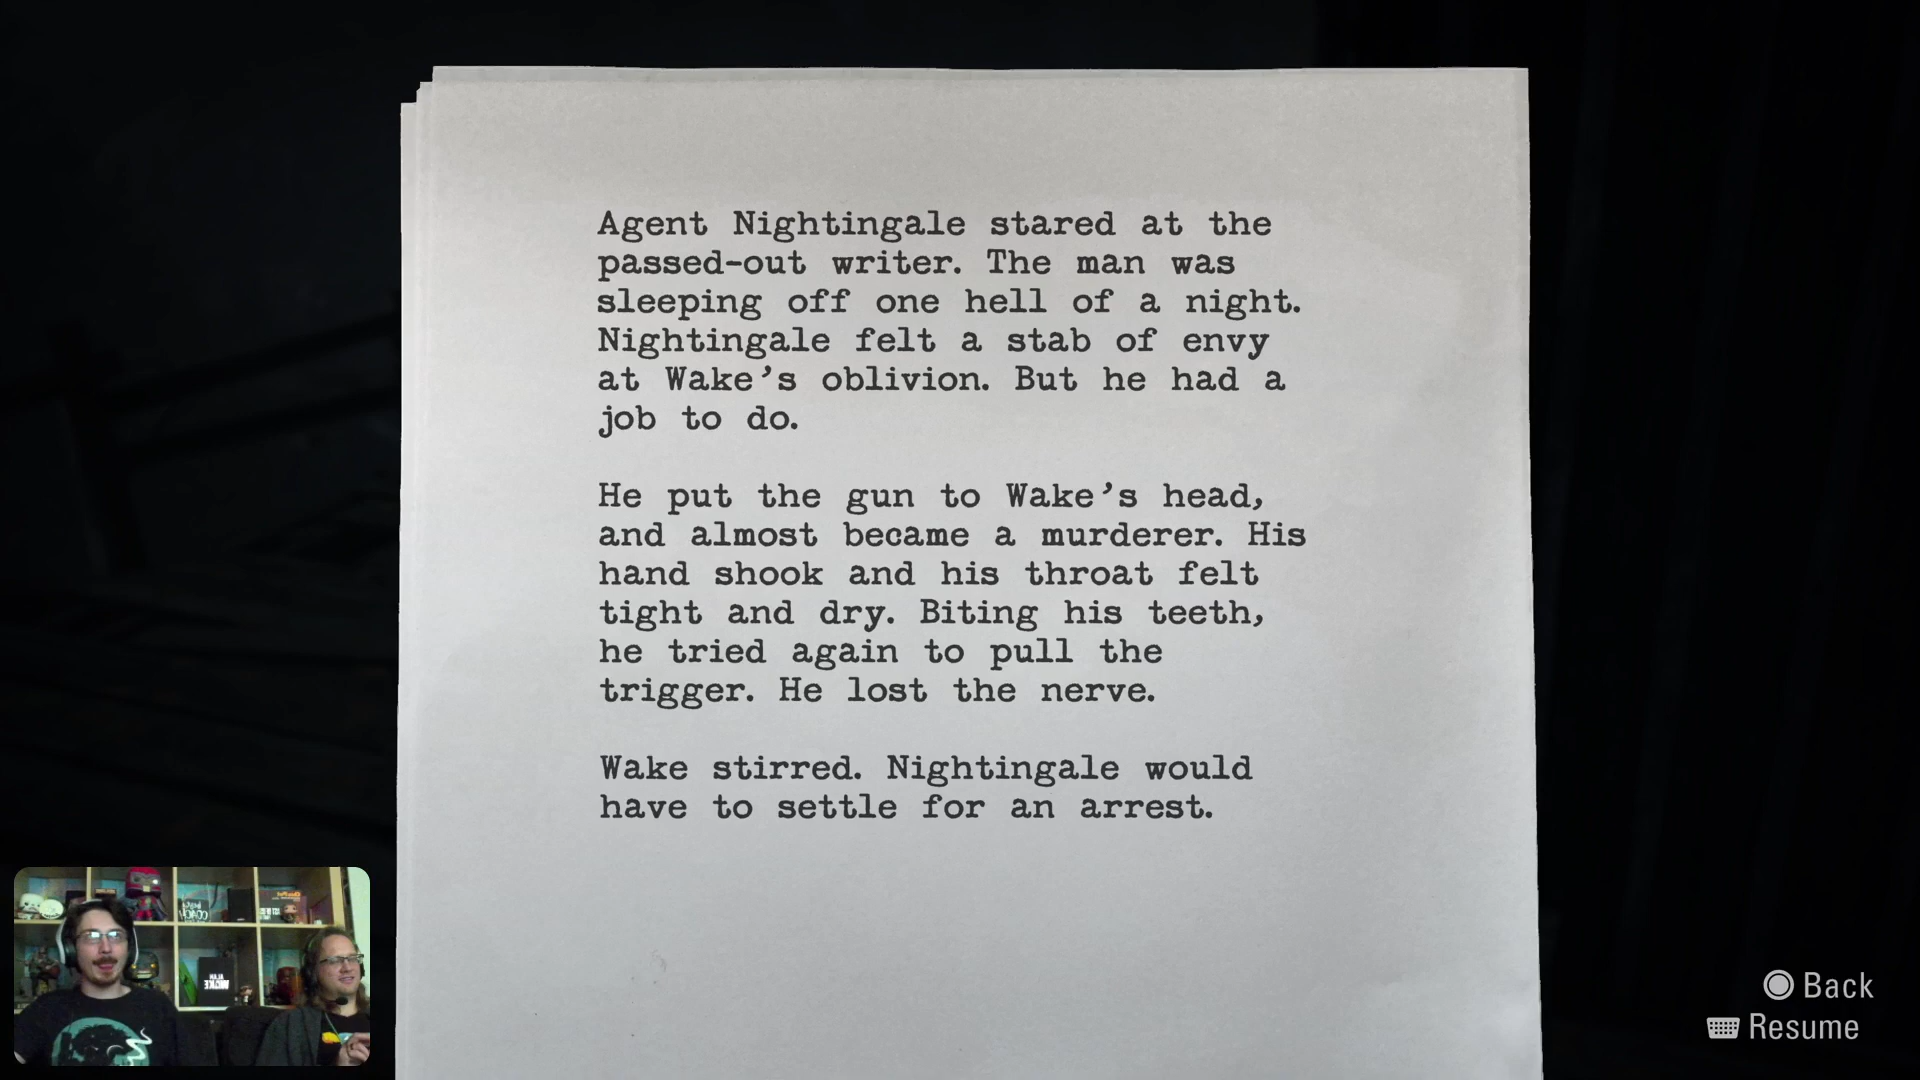 Agent Nightingale stared at the
passed-out writer. The man was
sleeping off one hell of a night.
Nightingale felt a stab of envy
at Wake’s oblivion. But he had a
job to do.
He put the gun to Wake’s head,
and almost became a murderer. His
hand shook and his throat felt
tight and dry. Biting his teeth,
he tried again to pull the
trigger. He lost the nerve.
Wake stirred. Nightingale would
have to settle for an arrest.
ALAN
WAKE
Back
Resume